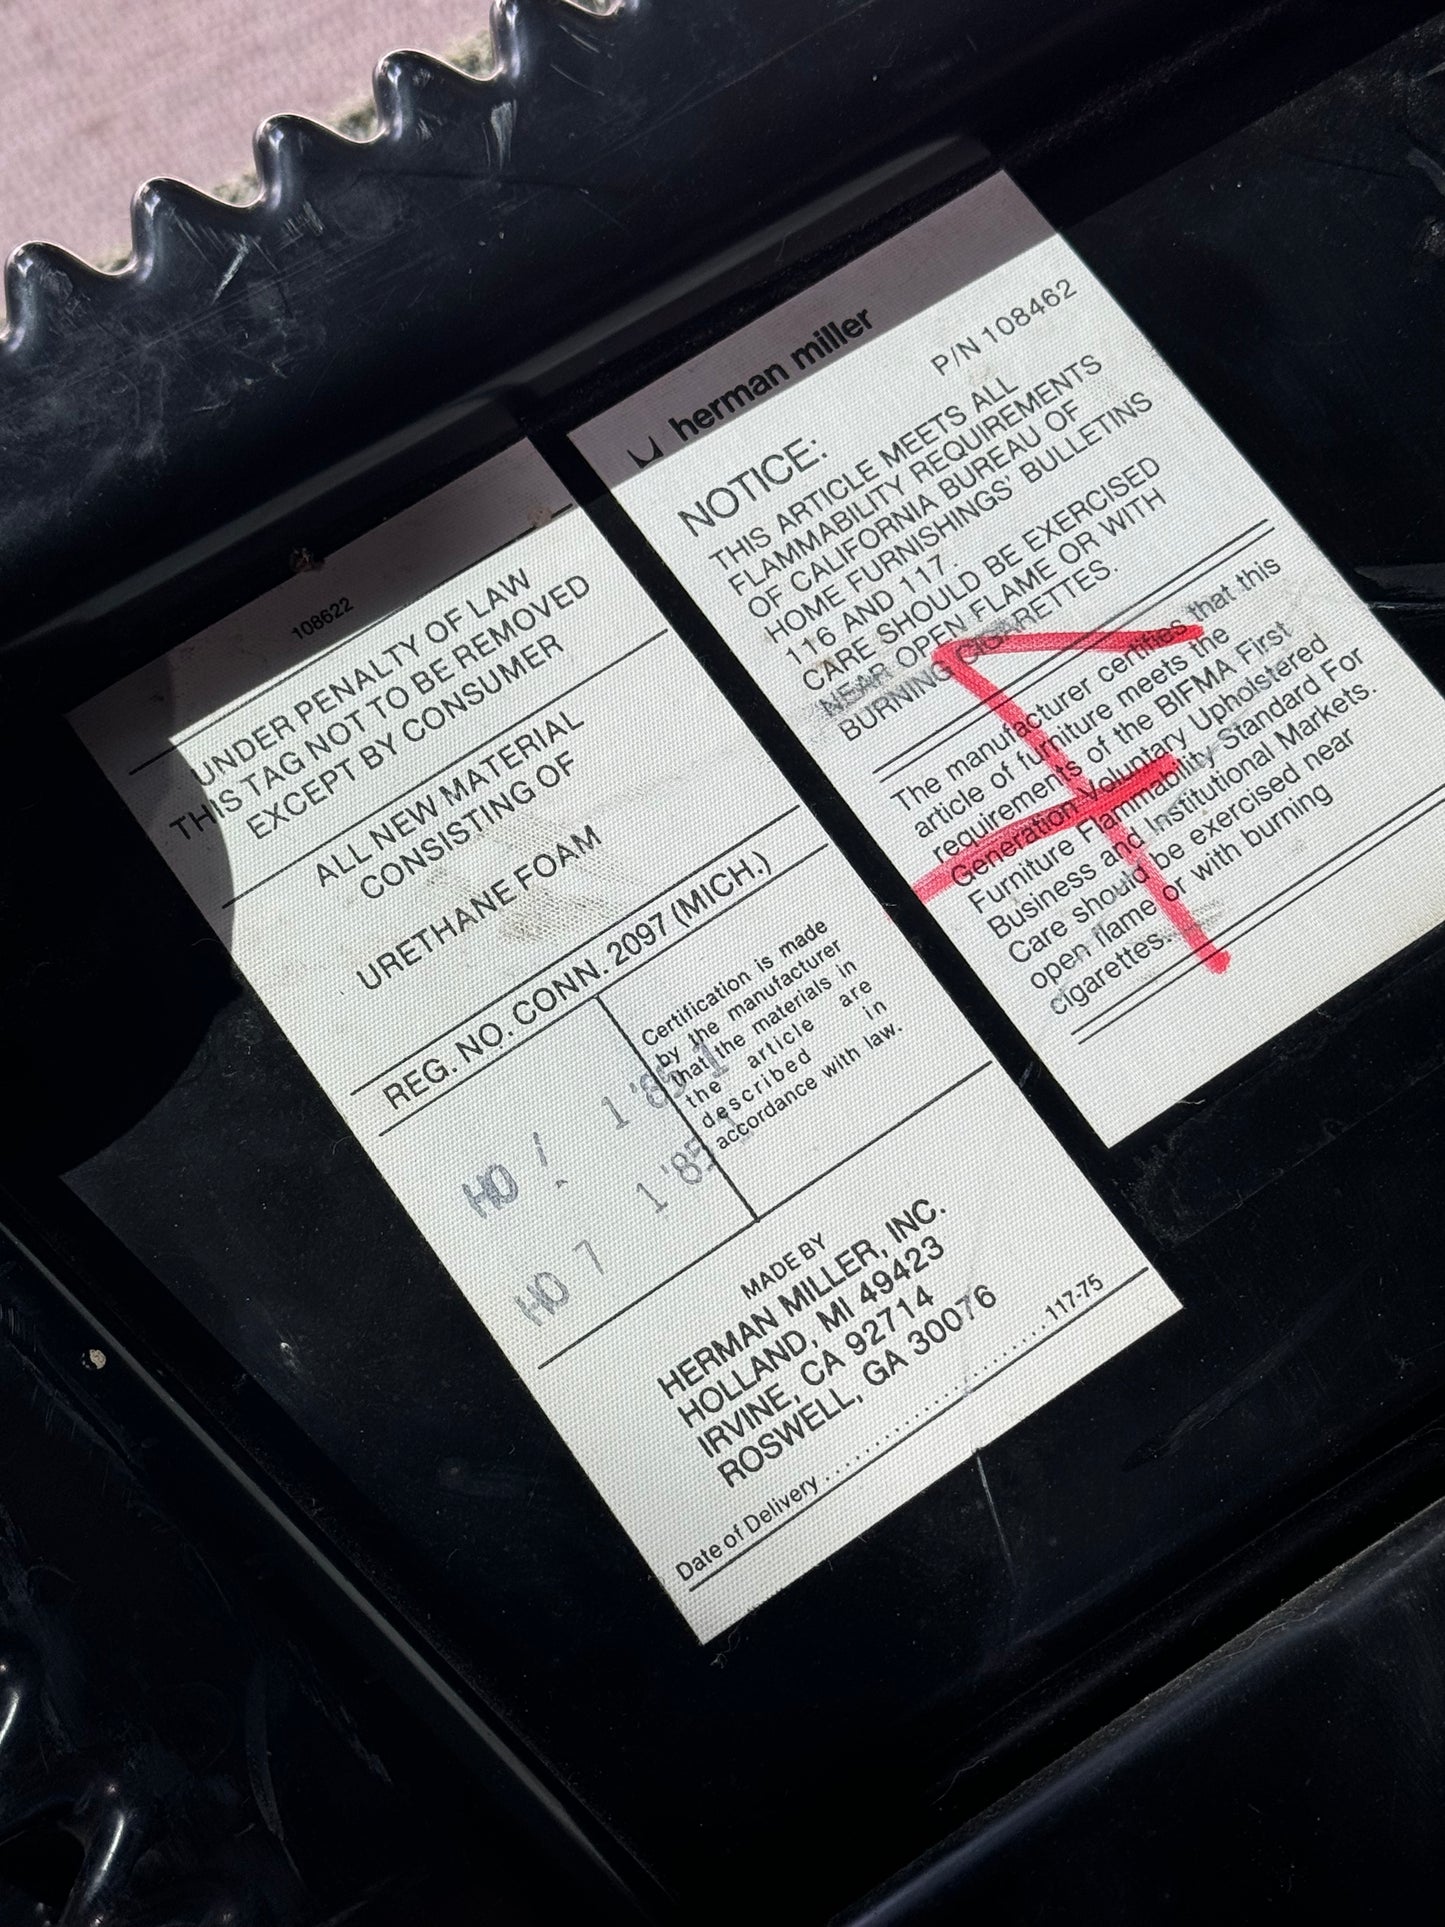 108622
UNDER PENALTY OF LAW
THIS TAG NOT TO BE REMOVED
EXCEPT BY CONSUMER
ALL NEW MATERIAL
CONSISTING OF
URETHANE FOAM
REG. NO. CONN. 2097 (MICH.)
Certification is made
by the manufacturer
that the materials in
the article are
described in
accordance with law.
HO 1 '85
HO 7 1 '85
MADE BY
HERMAN MILLER, INC.
HOLLAND, MI 49423
IRVINE, CA 92714
ROSWELL, GA 30076
Date of Delivery.....................117-75
herman miller
P/N 108462
NOTICE:
THIS ARTICLE MEETS ALL
FLAMMABILITY REQUIREMENTS
OF CALIFORNIA BUREAU OF
HOME FURNISHINGS' BULLETINS
116 AND 117.
CARE SHOULD BE EXERCISED
NEAR OPEN FLAME OR WITH
BURNING CIGARETTES.
The manufacturer certifies that this
article of furniture meets the
requirements of the BIFMA First
Generation Voluntary Upholstered
Furniture Flammability Standard For
Business and Institutional Markets.
Care should be exercised near
open flame or with burning
cigarettes.